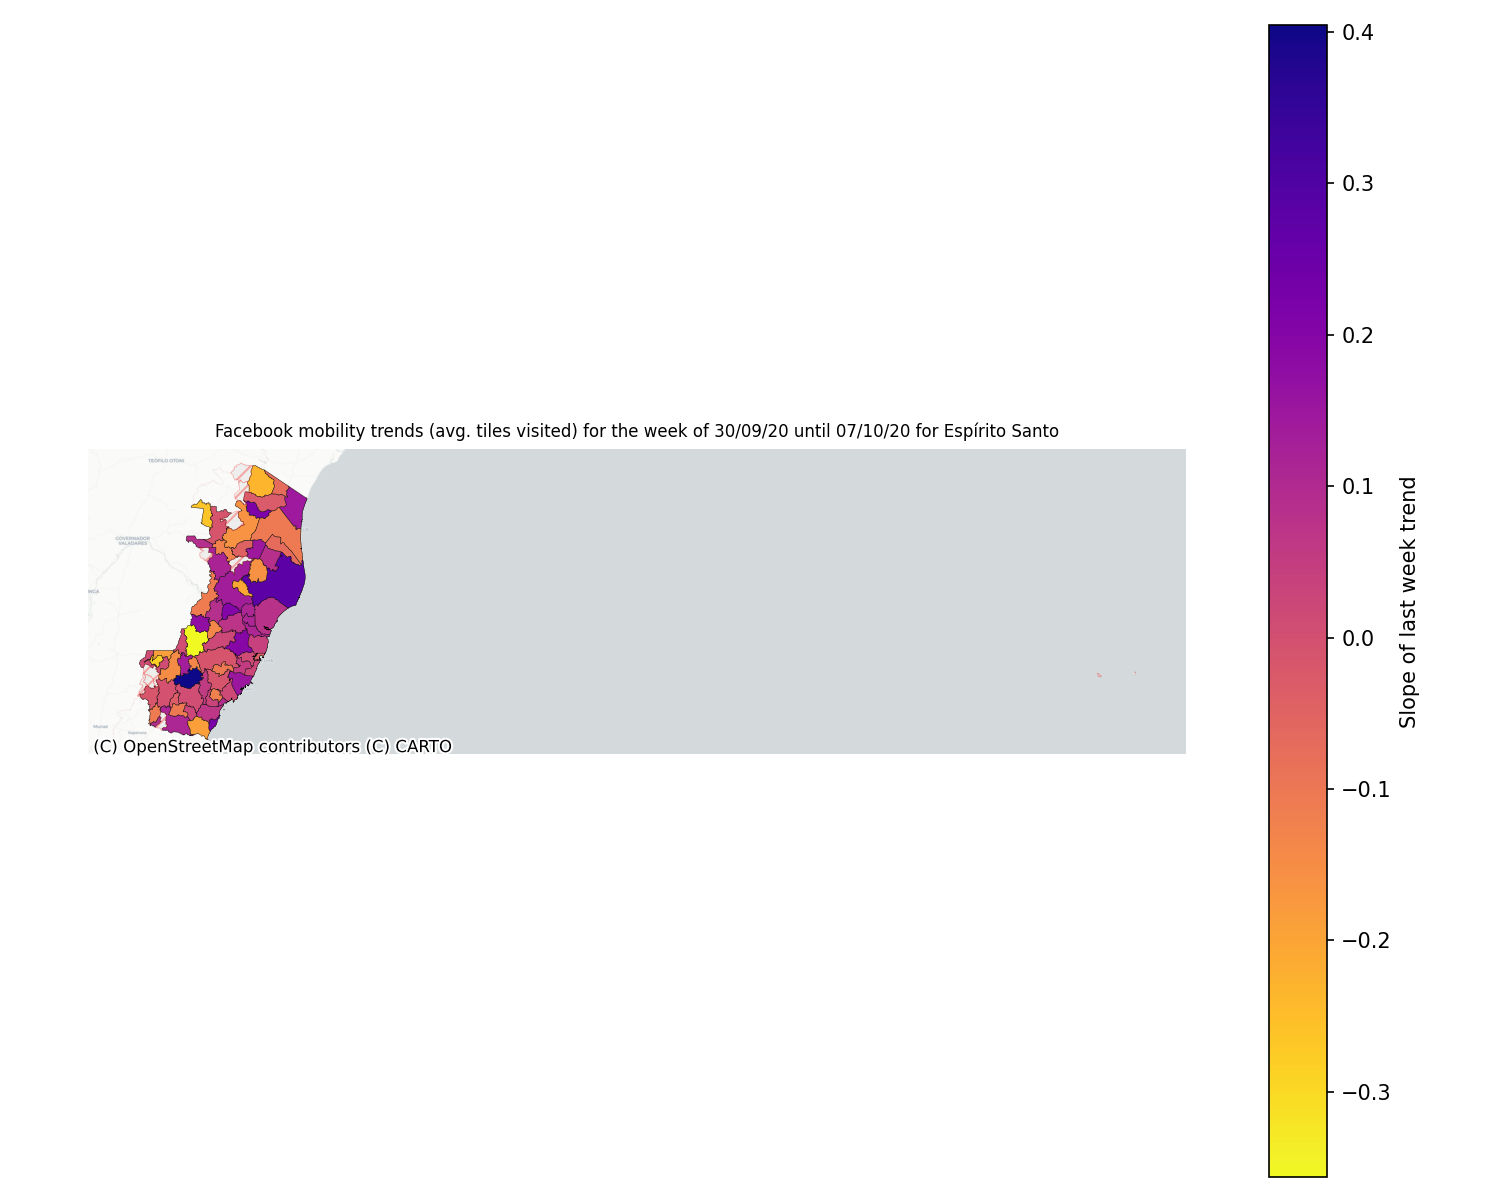 Facebook mobility trends (avg. tiles visited) for the week of 30/09/20 until 07/10/20 for Espírito Santo
TEÓFILO OTONI
GOVERNADOR
VALADARES
(C) OpenStreetMap contributors (C) CARTO
0.4
0.3
0.2
0.1
0.0
−0.1
−0.2
−0.3
Slope of last week trend